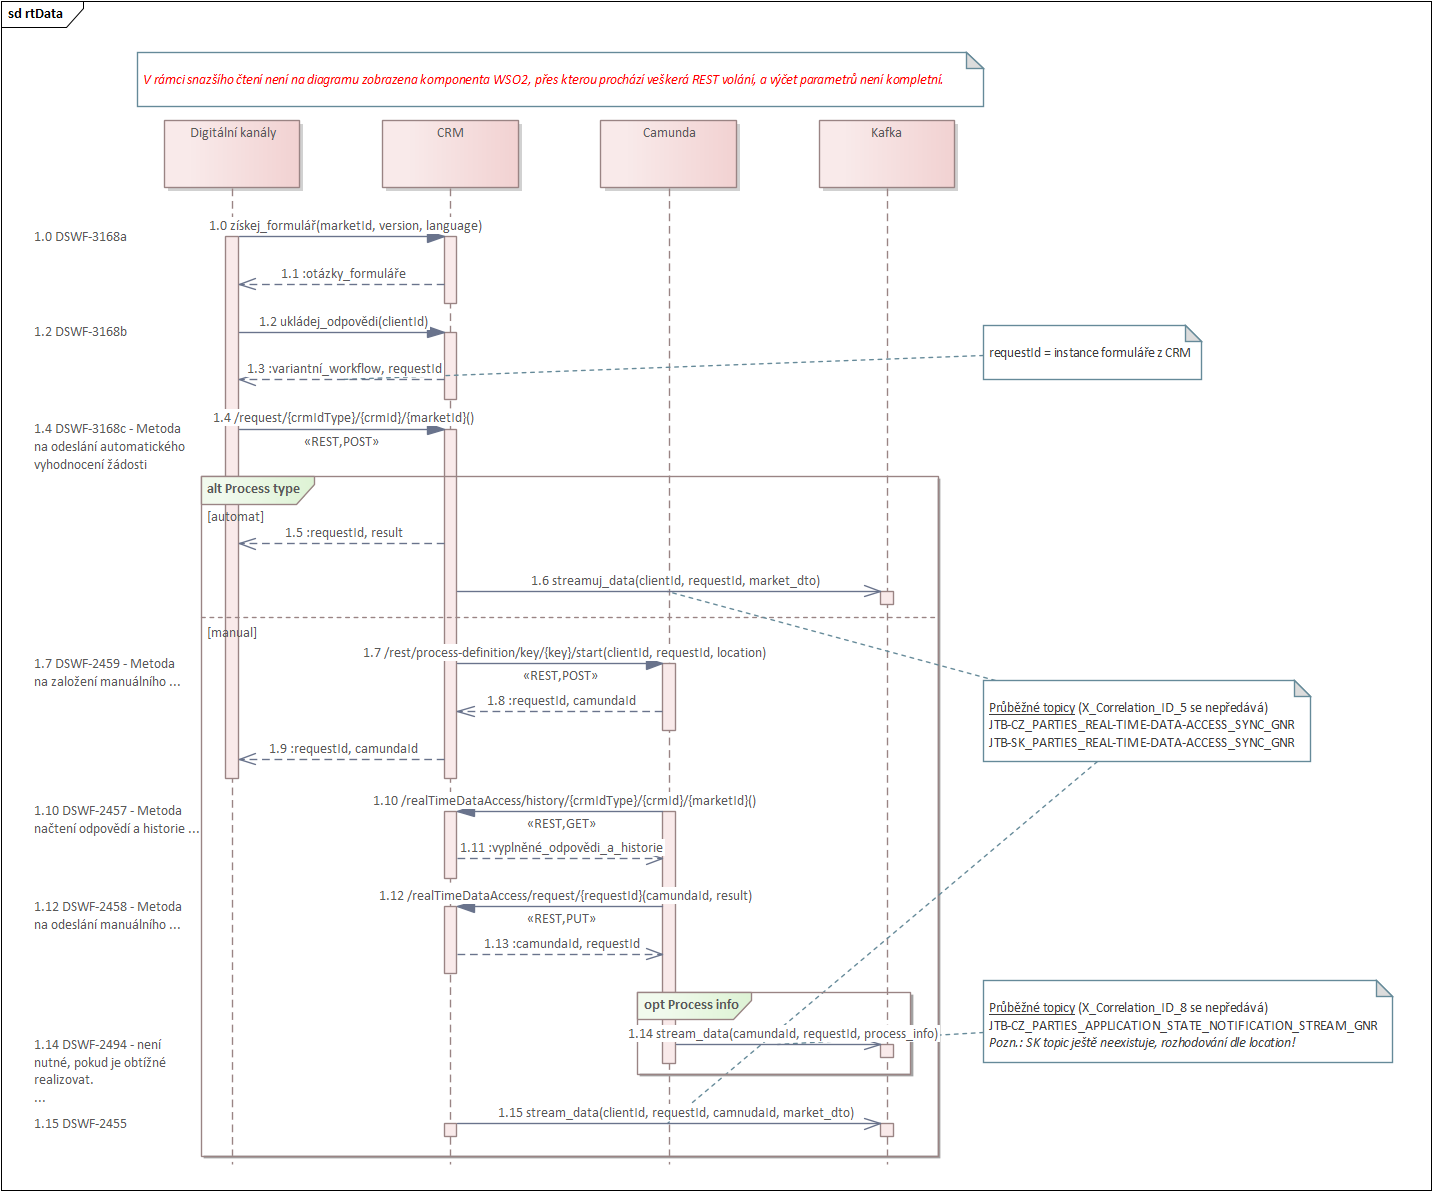 sd rtData
V rámci snazšího čtení není na diagramu zobrazena komponenta WSO2, přes kterou prochází veškerá REST volání, a výčet parametrů není kompletní.
Digitální kanály
CRM
Camunda
Kafka
1.0 DSWF-3168a
1.0 získej_formulář(marketId, version, language)
1.1 :otázky_formuláře
1.2 DSWF-3168b
1.2 ukládej_odpovědi(clientId)
1.3 :variantní_workflow, requestId
requestId = instance formuláře z CRM
1.4 DSWF-3168c - Metoda
na odeslání automatického
vyhodnocení žádosti
1.4 /request/{crmIdType}/{crmId}/{marketId}()
«REST,POST»
alt Process type
[automat]
1.5 :requestId, result
1.6 streamuj_data(clientId, requestId, market_dto)
[manual]
1.7 DSWF-2459 - Metoda
na založení manuálního ...
1.7 /rest/process-definition/key/{key}/start(clientId, requestId, location)
«REST,POST»
1.8 :requestId, camundaId
1.9 :requestId, camundaId
Průběžné topicy (X_Correlation_ID_5 se nepředává)
JTB-CZ_PARTIES_REAL-TIME-DATA-ACCESS_SYNC_GNR
JTB-SK_PARTIES_REAL-TIME-DATA-ACCESS_SYNC_GNR
1.10 DSWF-2457 - Metoda
načtení odpovědí a historie ...
1.10 /realTimeDataAccess/history/{crmIdType}/{crmId}/{marketId}()
«REST,GET»
1.11 :vyplněné_odpovědi_a_historie
1.12 DSWF-2458 - Metoda
na odeslání manuálního ...
1.12 /realTimeDataAccess/request/{requestId}(camundaId, result)
«REST,PUT»
1.13 :camundaId, requestId
opt Process info
1.14 stream_data(camundaId, requestId, process_info)
Průběžné topicy (X_Correlation_ID_8 se nepředává)
JTB-CZ_PARTIES_APPLICATION_STATE_NOTIFICATION_STREAM_GNR
Pozn.: SK topic ještě neexistuje, rozhodování dle location!
1.14 DSWF-2494 - není
nutné, pokud je obtížné
realizovat.
...
1.15 DSWF-2455
1.15 stream_data(clientId, requestId, camnudaId, market_dto)